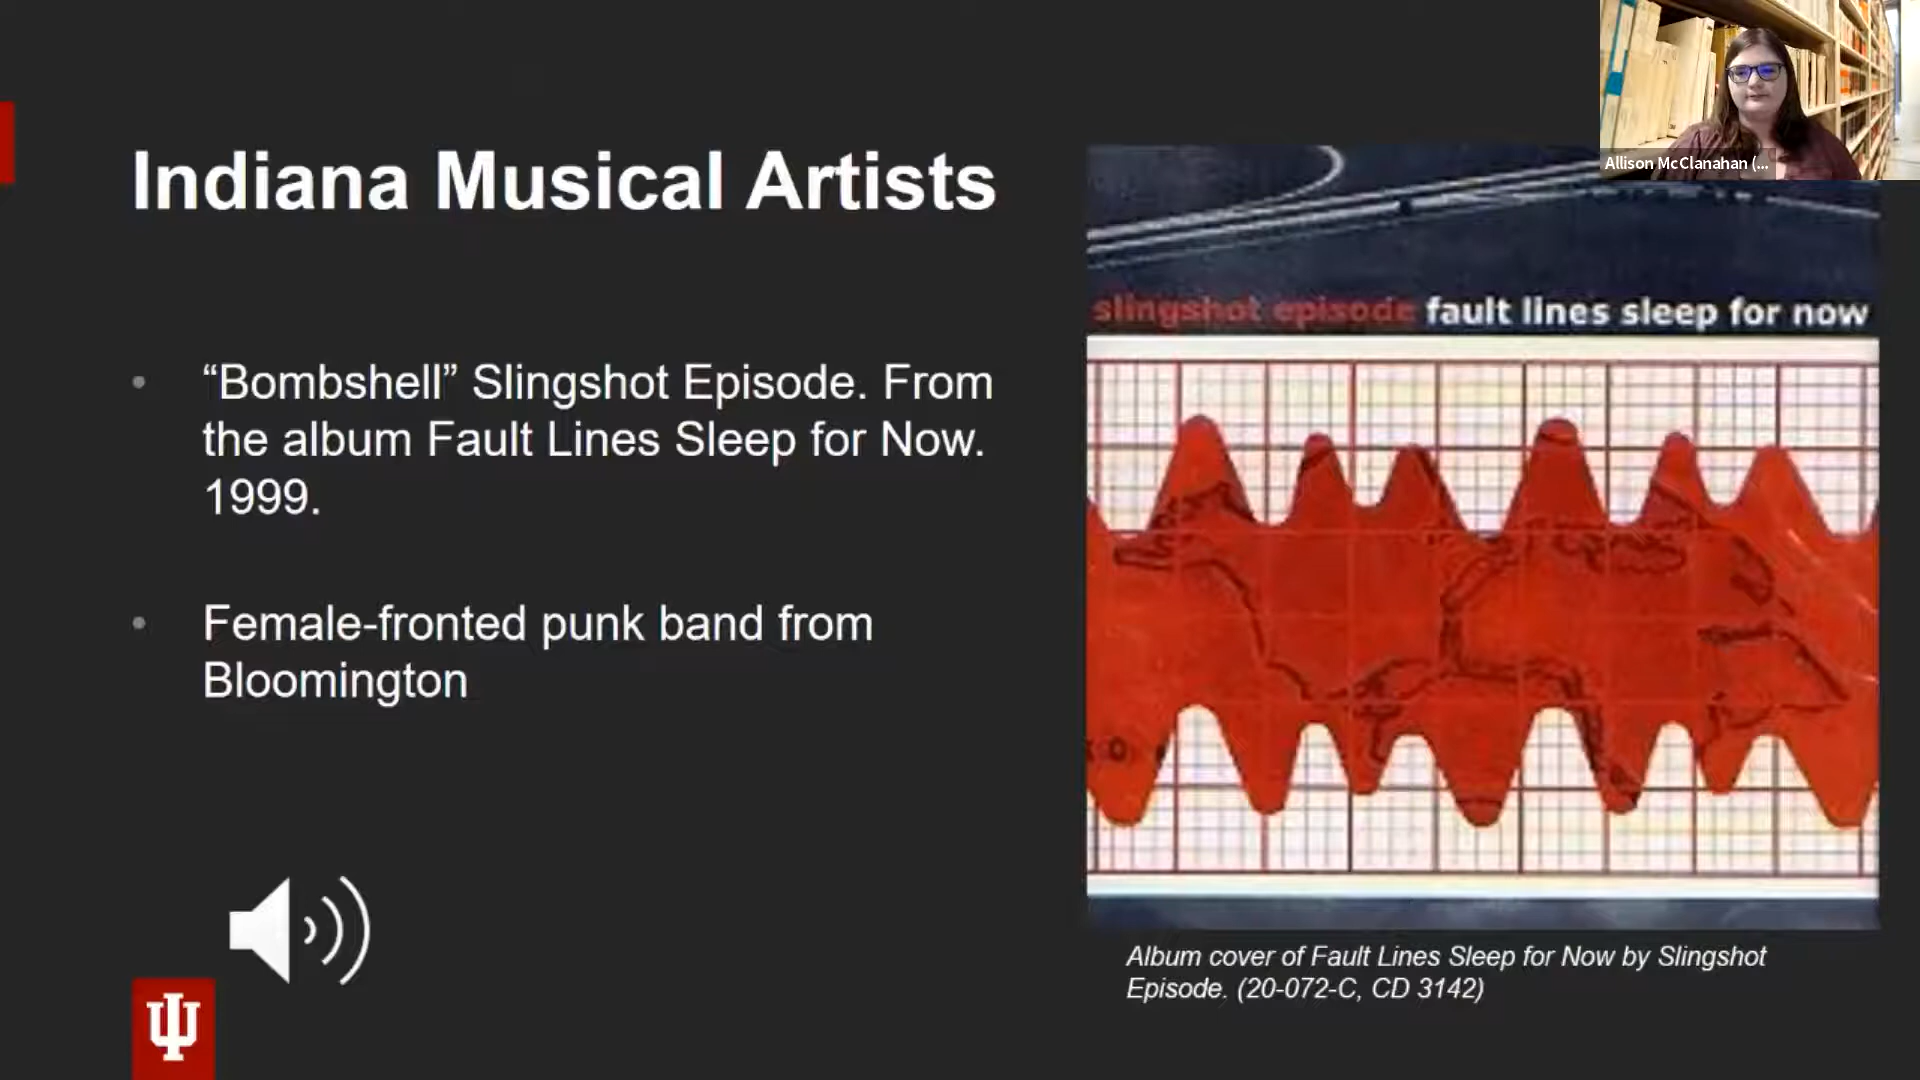 Allison McClanahan (...
Indiana Musical Artists
slingshot episode fault lines sleep for now
“Bombshell” Slingshot Episode. From
the album Fault Lines Sleep for Now.
1999.
Female-fronted punk band from
Bloomington
Album cover of Fault Lines Sleep for Now by Slingshot
Episode. (20-072-C, CD 3142)